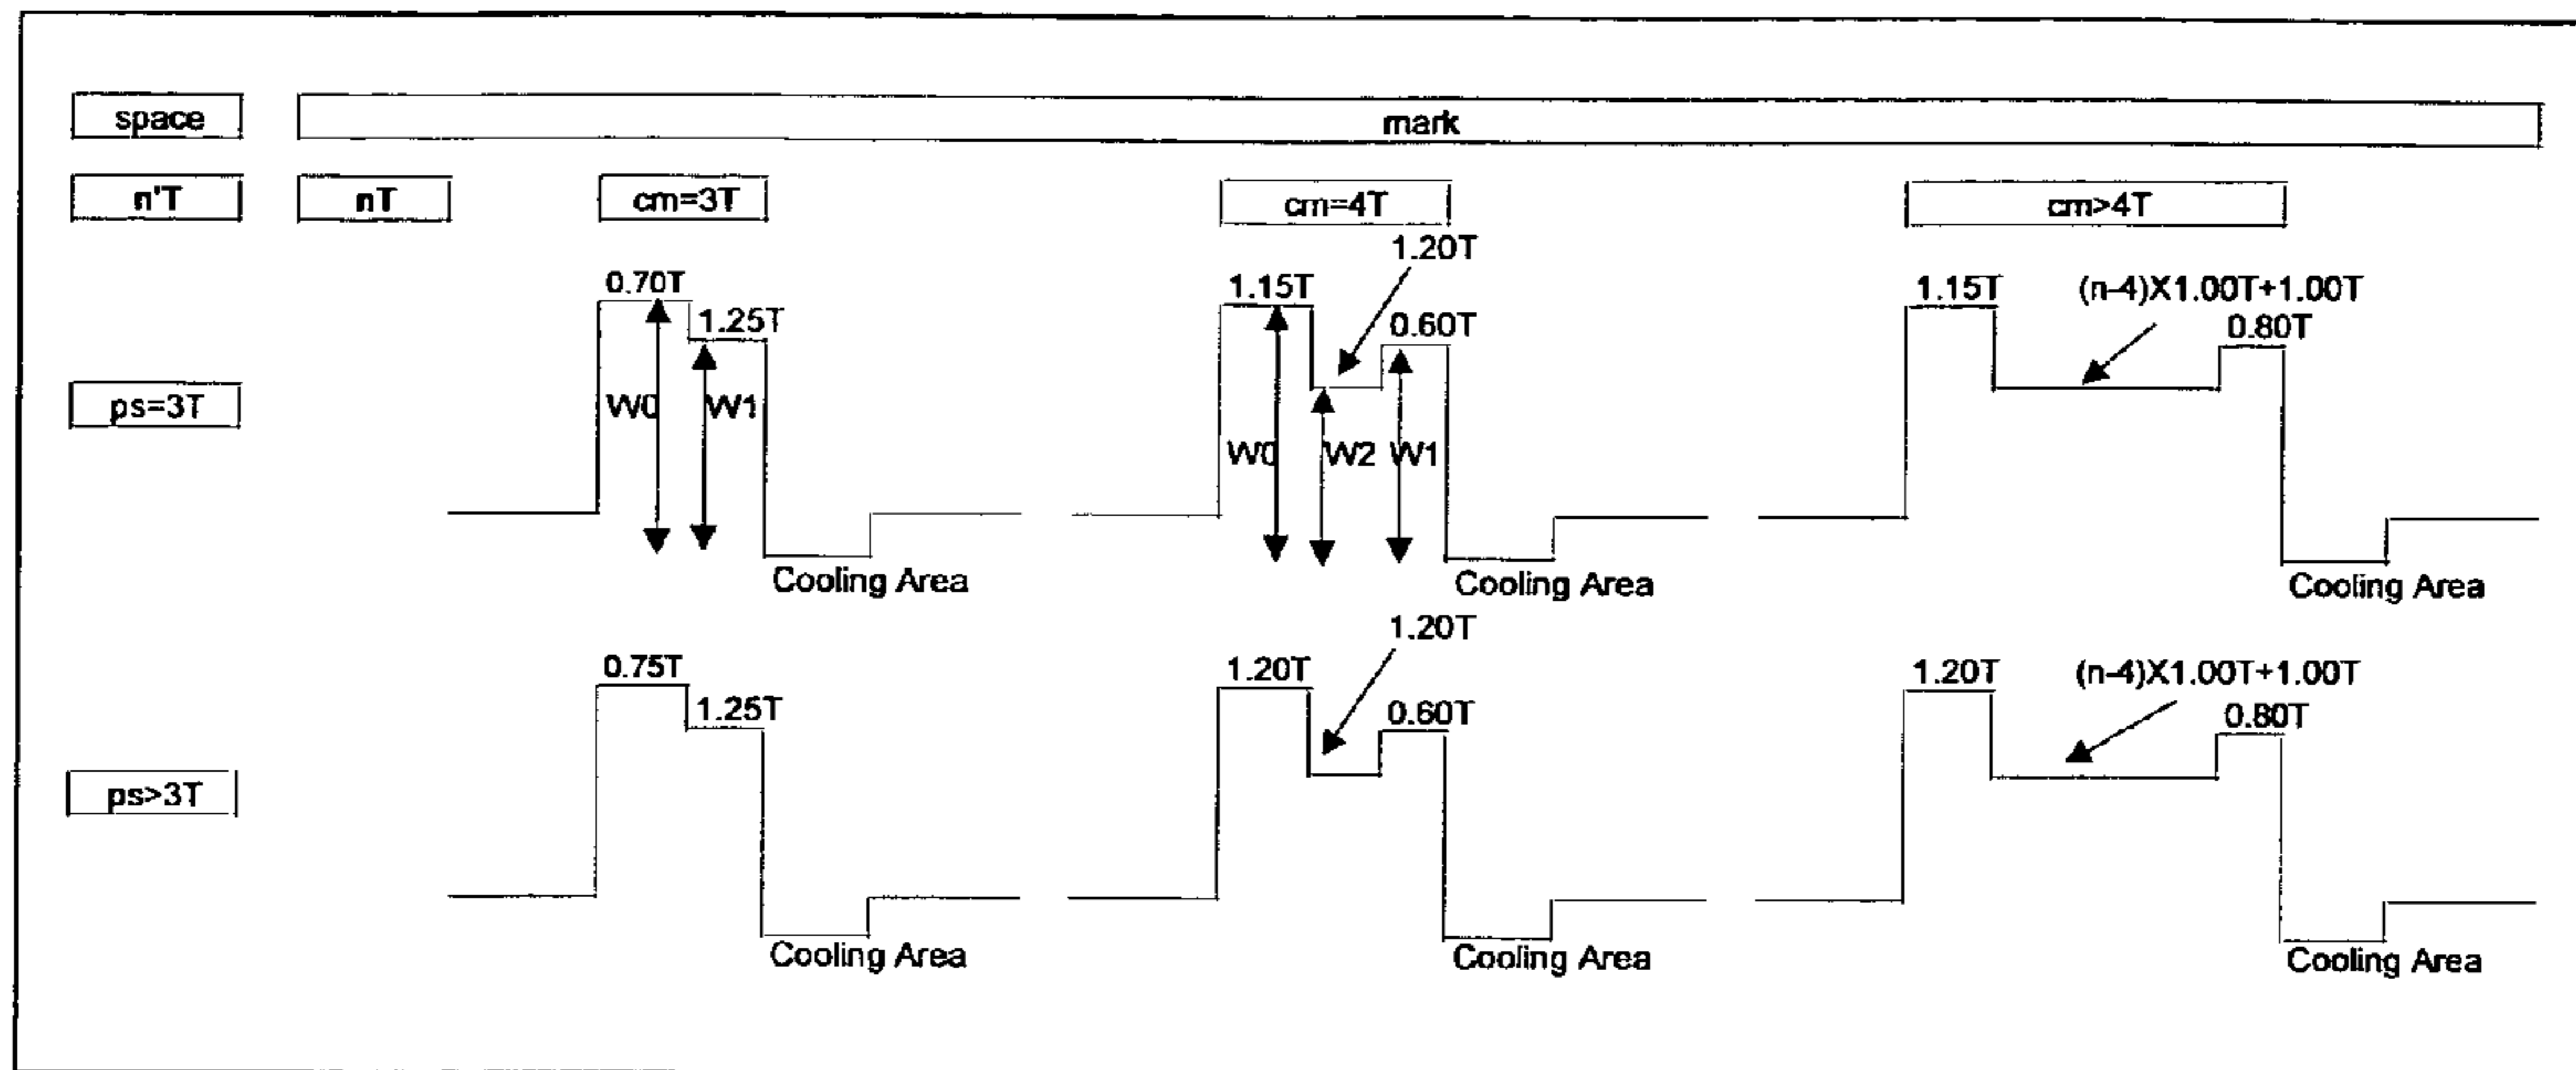 space
mark
n'T
nT
cm=3T
cm=4T
cm>4T
1.20T
0.70T
1.25T
1.15T
0.60T
1.15T
(n-4)X1.00T+1.00T
0.80T
ps=3T
W0
W1
W0
W2
W1
Cooling Area
Cooling Area
Cooling Area
1.20T
0.75T
1.25T
1.20T
0.60T
1.20T
(n-4)X1.00T+1.00T
0.80T
ps>3T
Cooling Area
Cooling Area
Cooling Area